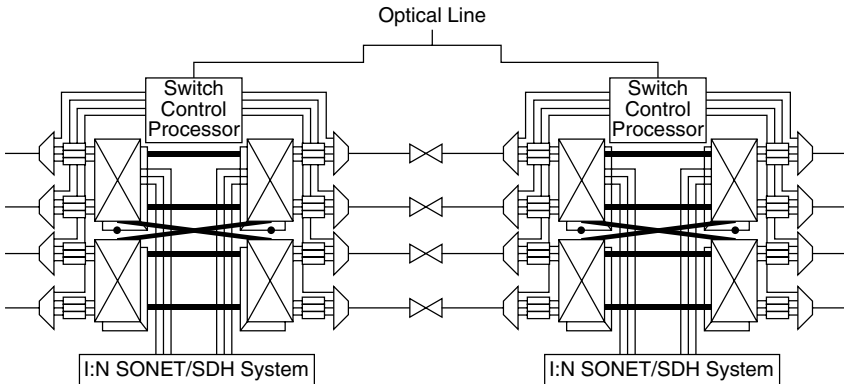 Optical Line
Switch
Control
Processor
Switch
Control
Processor
I:N SONET/SDH System
I:N SONET/SDH System